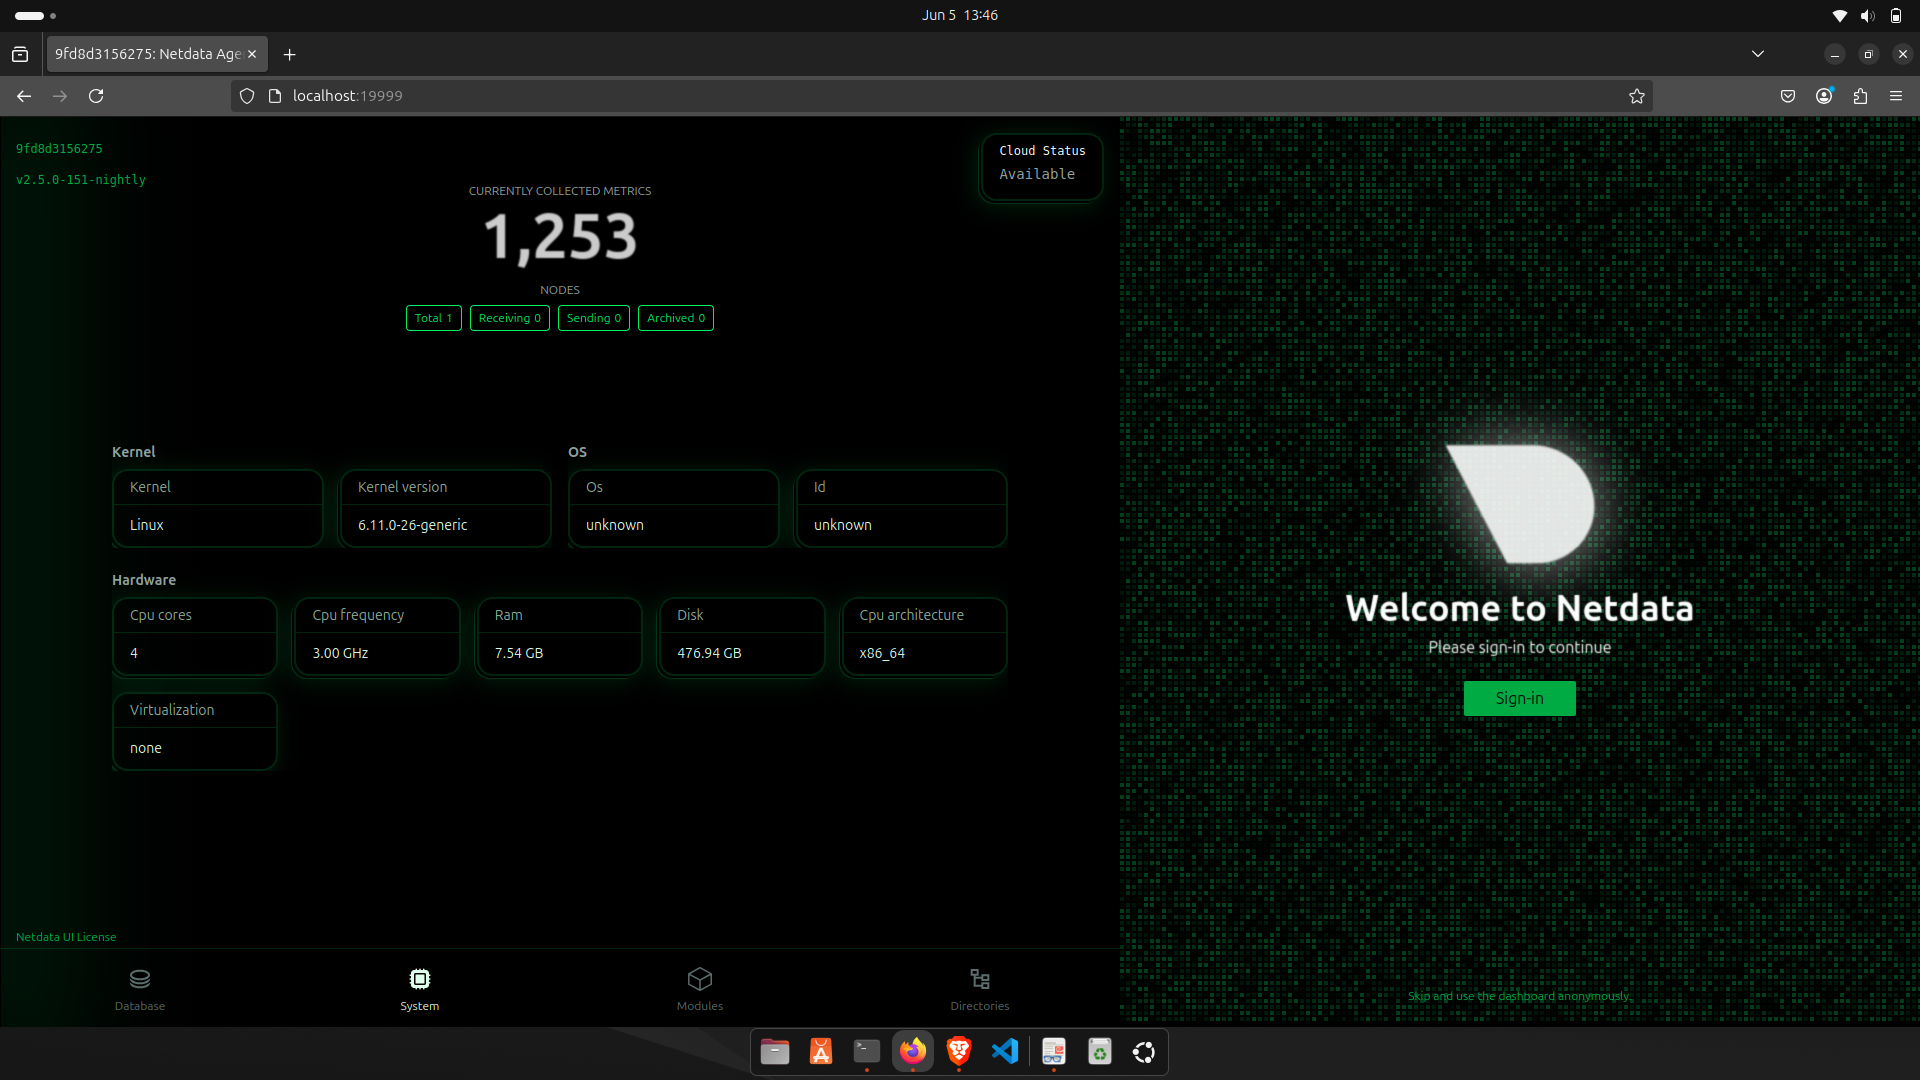 Jun 5 13:46
9fd8d3156275: Netdata Age
localhost:19999
9fd8d3156275
v2.5.0-151-nightly
Cloud Status
Available
CURRENTLY COLLECTED METRICS
1,253
NODES
Total 1 Receiving 0 Sending 0 Archived 0
Kernel OS
Kernel Kernel version Os Id
Linux 6.11.0-26-generic unknown unknown
Hardware
Cpu cores Cpu frequency Ram Disk Cpu architecture
4 3.00 GHz 7.54 GB 476.94 GB x86_64
Virtualization
none
Netdata UI License
Database System Modules Directories
Welcome to Netdata
Please sign-in to continue
Sign-in
Skip and use the dashboard anonymously.